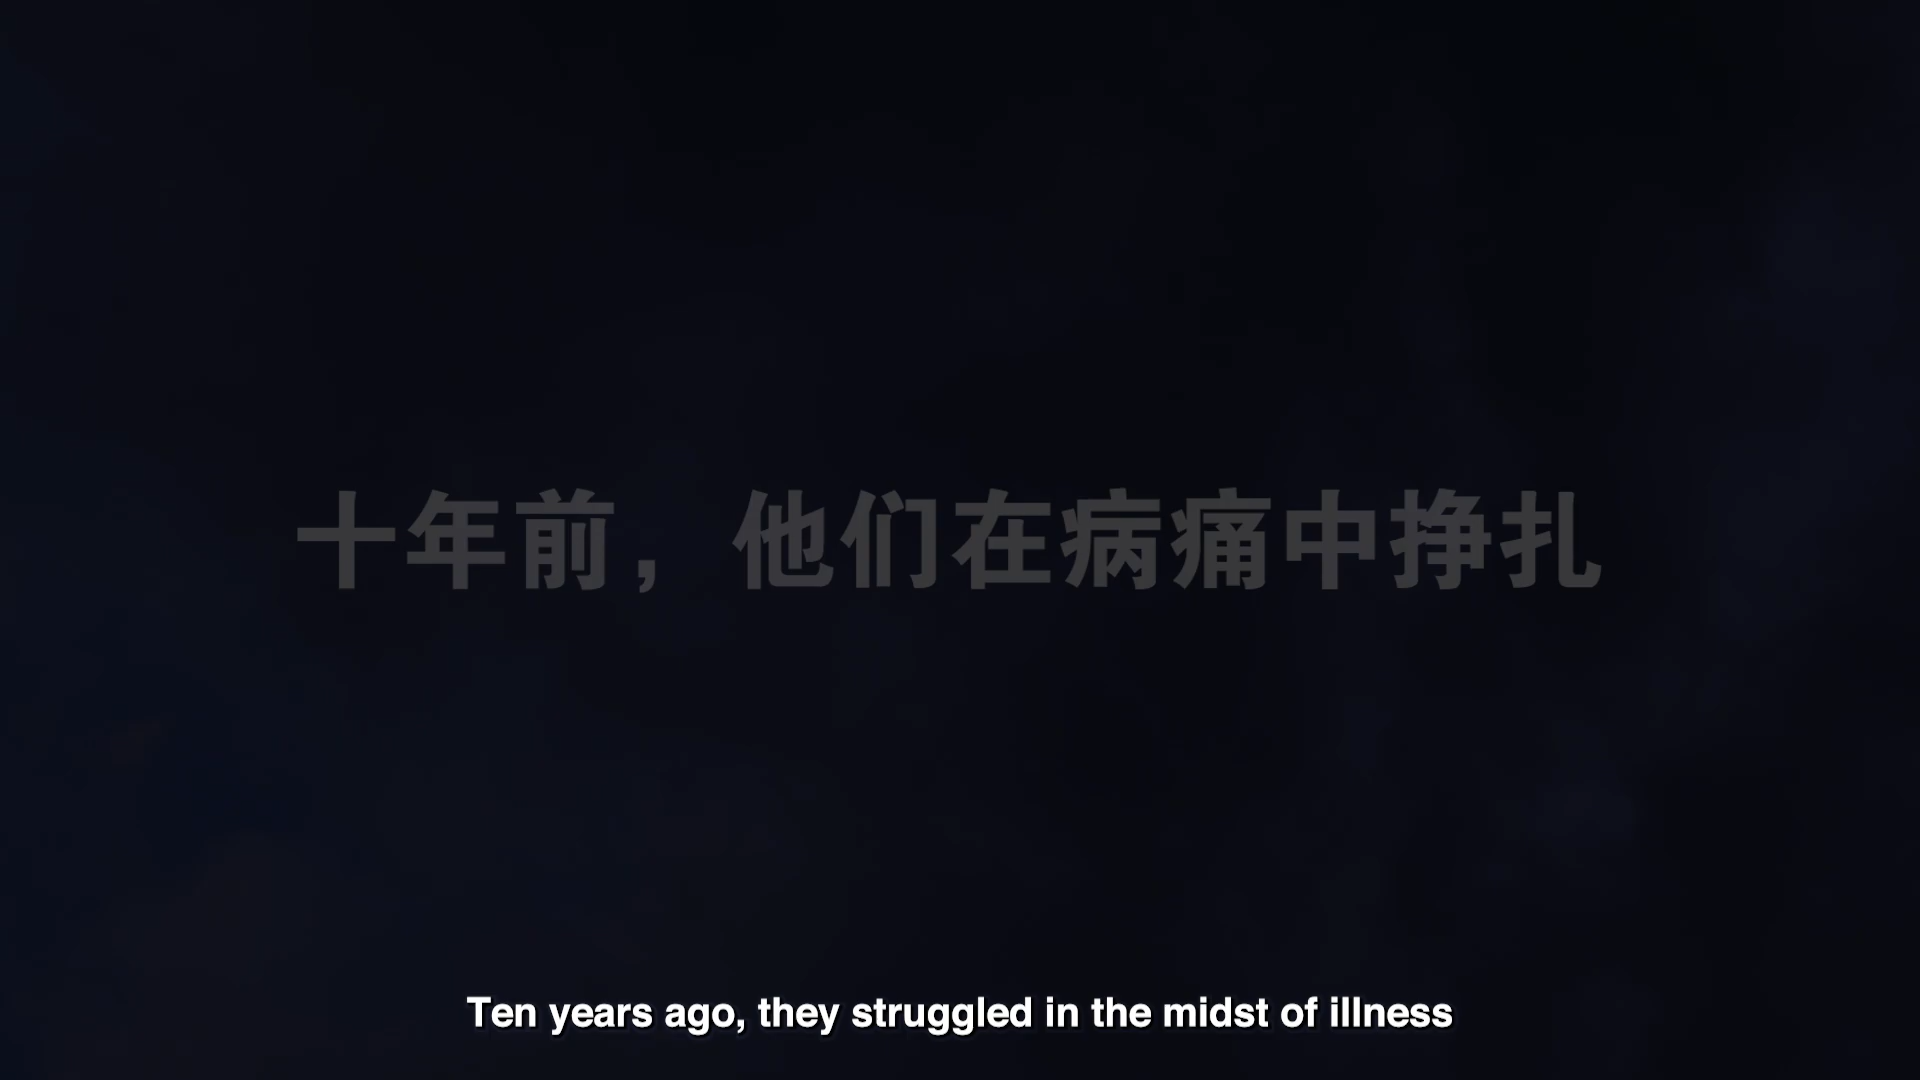 十年前，他们在病痛中挣扎
Ten years ago, they struggled in the midst of illness